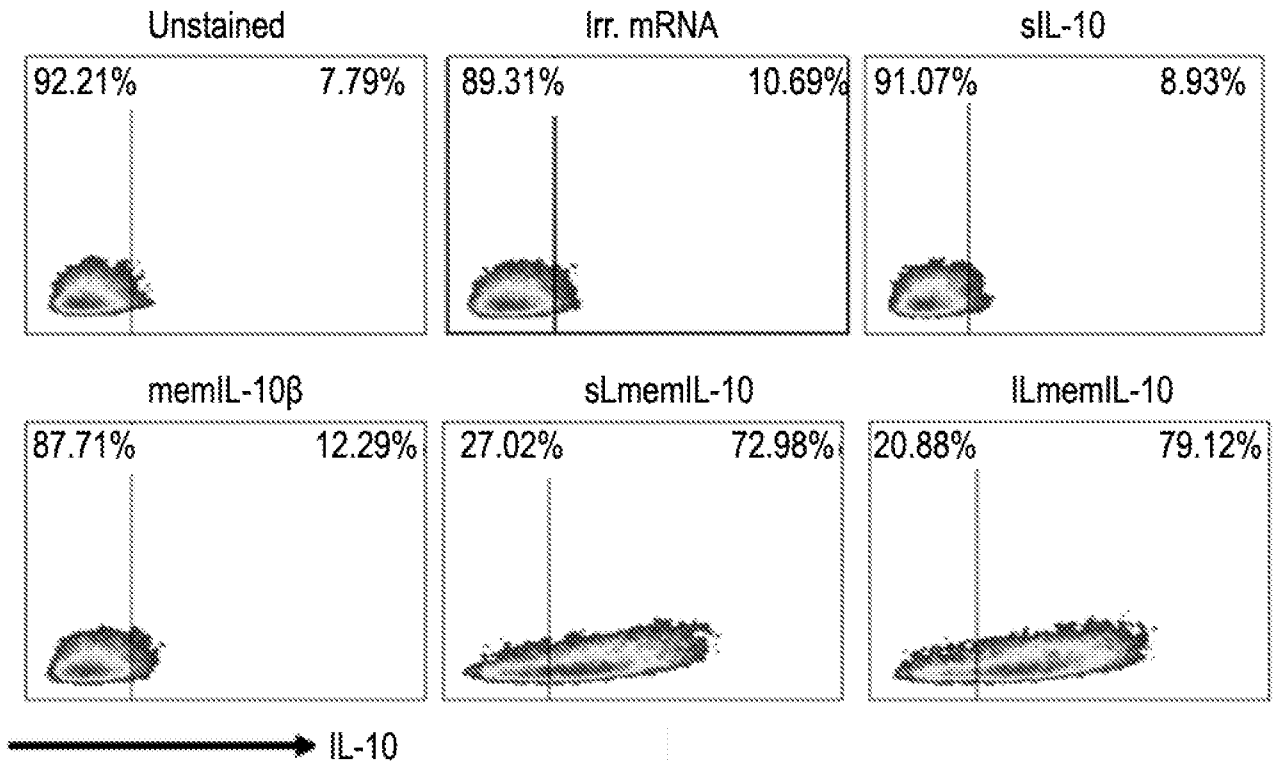 Unstained
92.21% 7.79%
Irr. mRNA
89.31% 10.69%
sIL-10
91.07% 8.93%
memIL-10β
87.71% 12.29%
sLmemIL-10
27.02% 72.98%
lLmemIL-10
20.88% 79.12%
IL-10